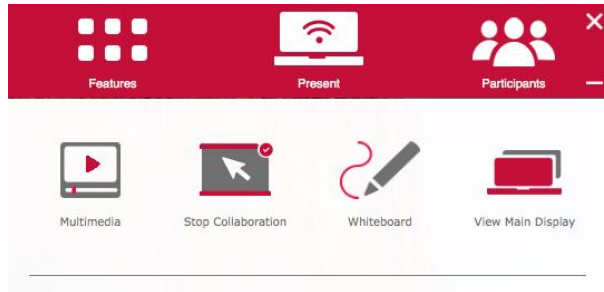 Features
Present
Participants
Multimedia
Stop Collaboration
Whiteboard
View Main Display